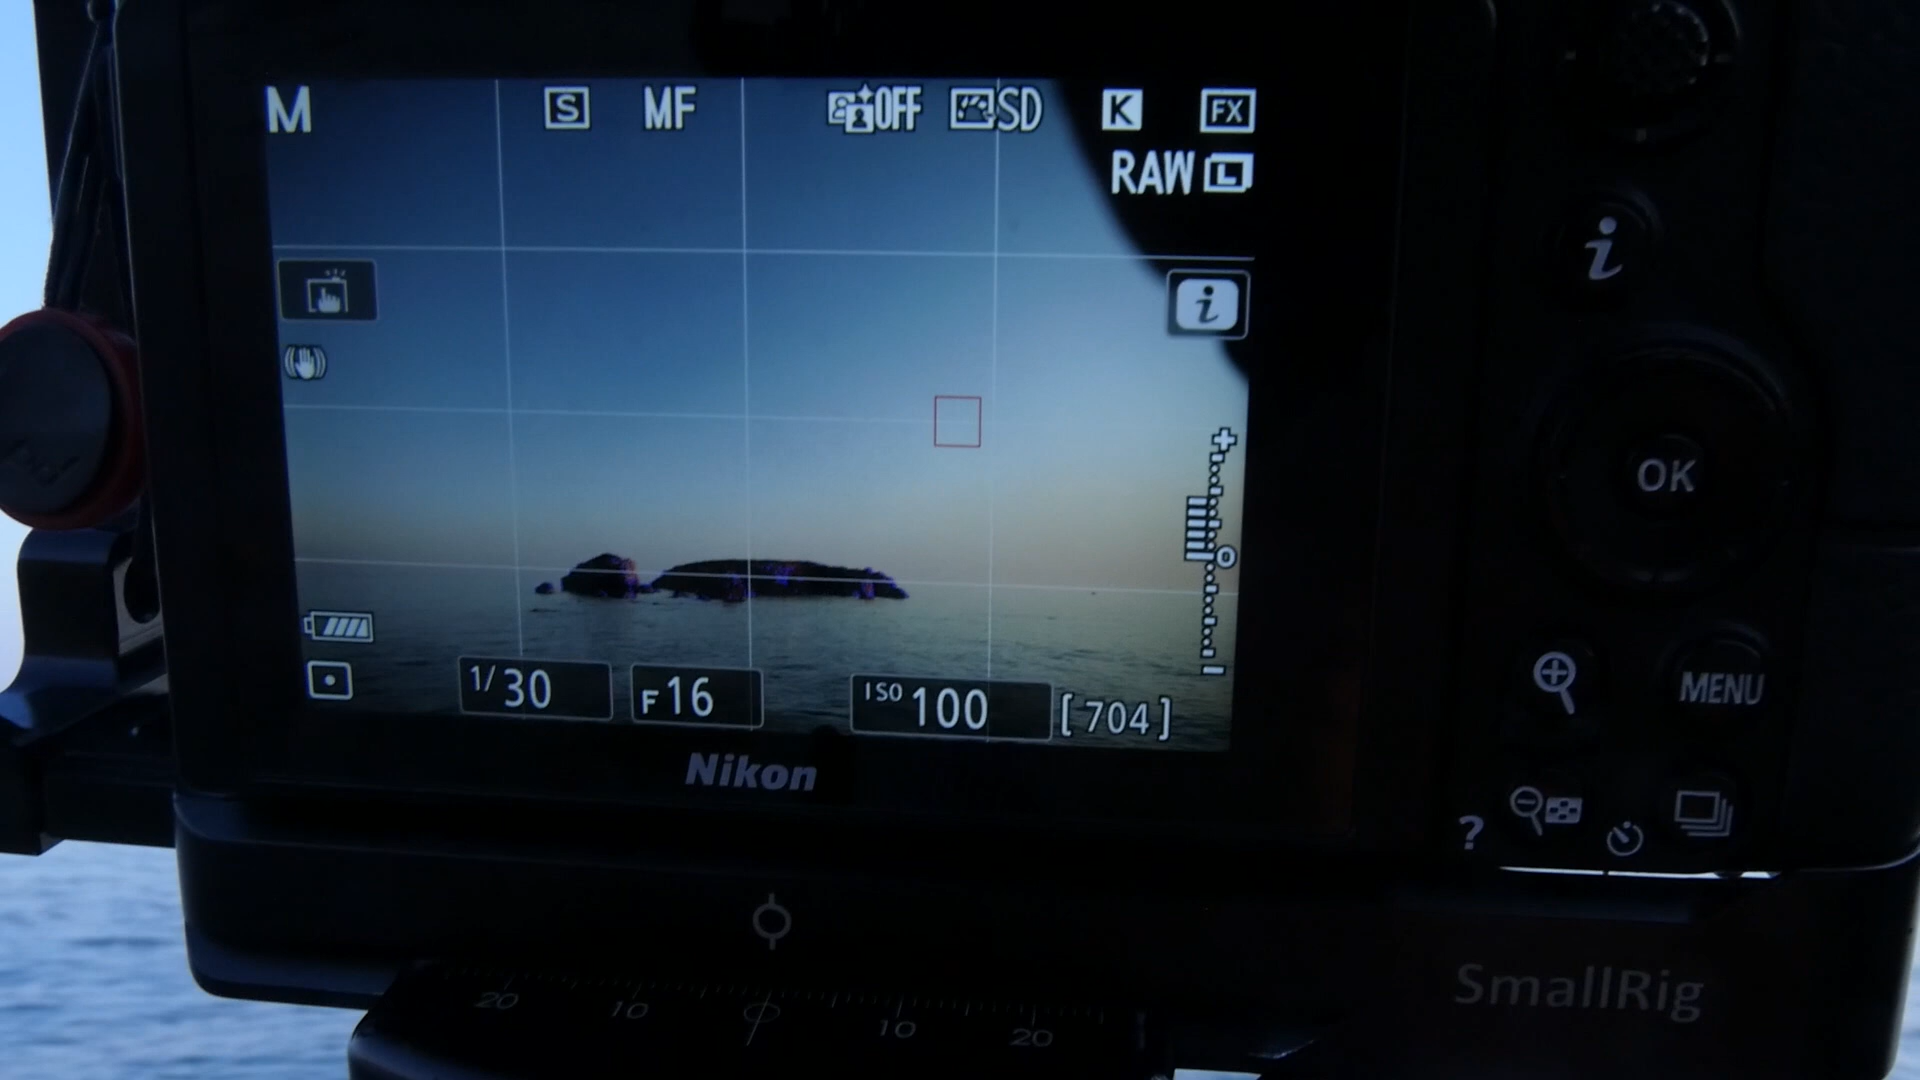 M S MF OFF SD K FX
RAW L
i
i
OK
MENU
1/30 F16 ISO 100 [704]
Nikon
?
SmallRig
20 10 10 20